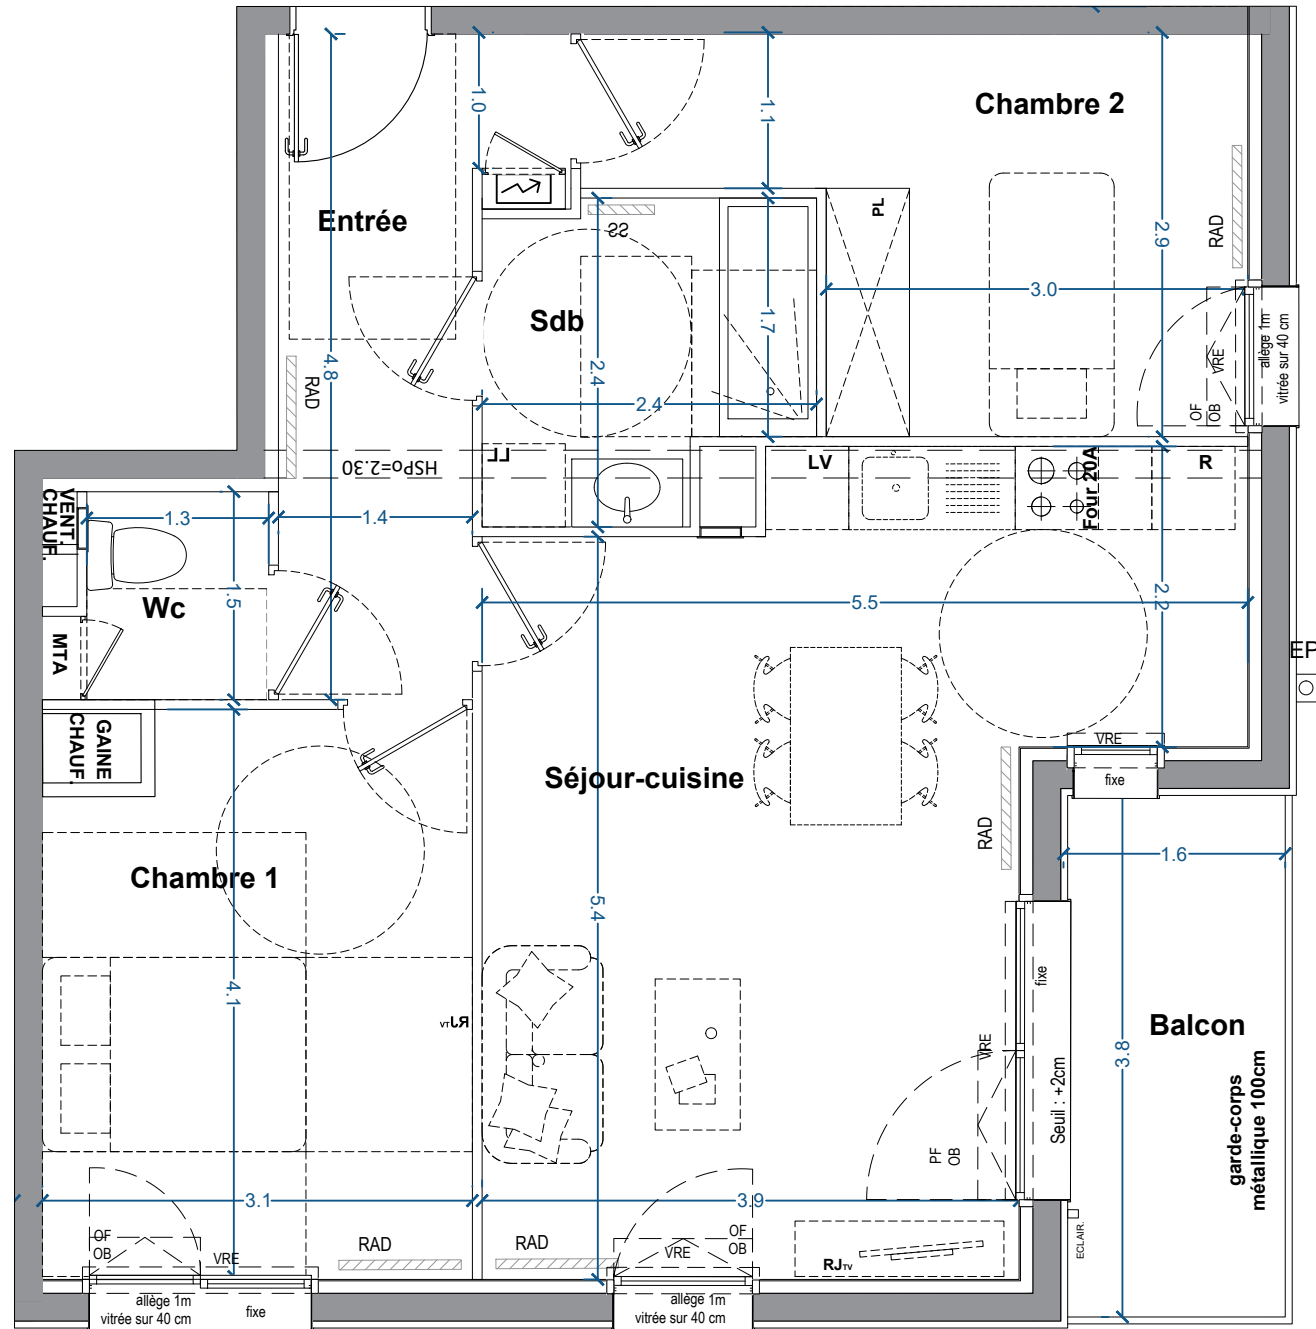 Chambre 2
1.0
1.1
PL
RAD
2.9
Entrée
SS
Sdb
3.0
1.7
allège 1m
vitrée sur 40 cm
VRE
OF
OB
4.8
RAD
2.4
2.4
HSPo=2.30
LL
LV
Four 20A
R
VENT.
CHAUF.
1.3
1.4
1.5
Wc
MTA
5.5
2.2
EP
GAINE
CHAUF.
VRE
fixe
Séjour-cuisine
RAD
1.6
Chambre 1
5.4
4.1
fixe
RJTV
VRE
Seuil : +2cm
Balcon
3.8
garde-corps
métallique 100cm
PF
OB
3.1
3.9
ECLAIR.
OF
OB
VRE
RAD
RAD
VRE
OF
OB
RJTV
allège 1m
vitrée sur 40 cm
fixe
allège 1m
vitrée sur 40 cm